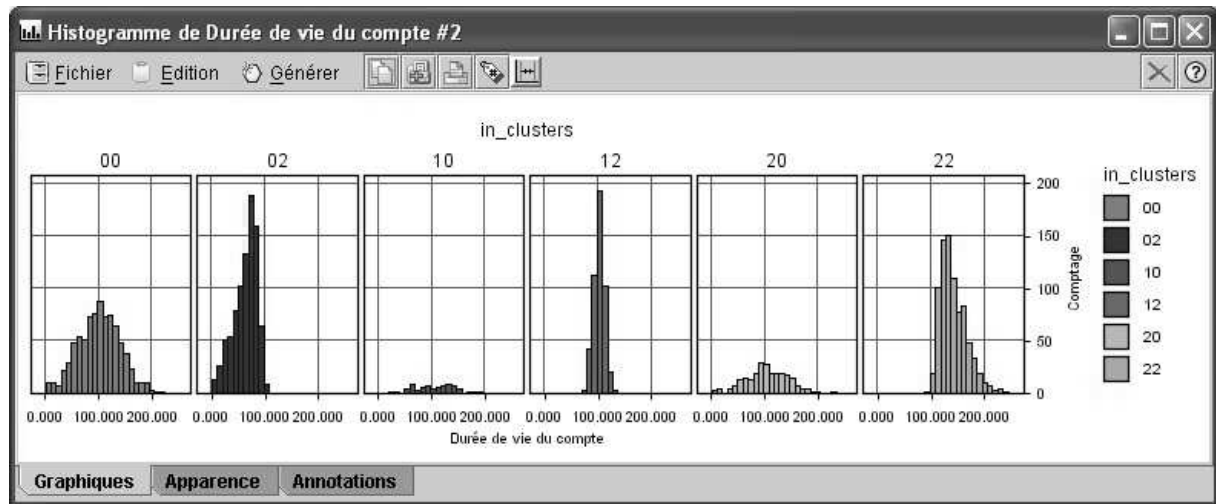 Histogramme de Durée de vie du compte #2
Fichier Edition Générer
in_clusters
00 02 10 12 20 22
200
150
100
50
0
Comptage
0.000 100.000 200.000 0.000 100.000 200.000 0.000 100.000 200.000 0.000 100.000 200.000 0.000 100.000 200.000 0.000 100.000 200.000
Durée de vie du compte
in_clusters
00
02
10
12
20
22
Graphiques Apparence Annotations